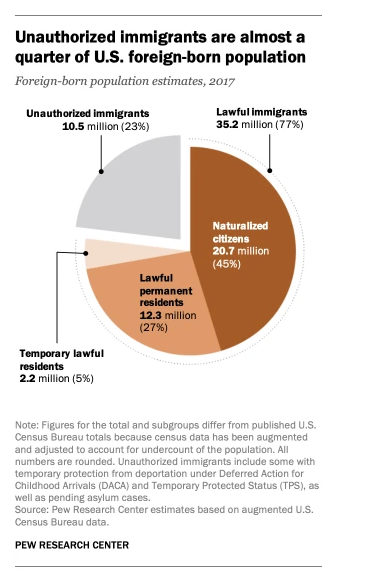 Unauthorized immigrants are almost a
quarter of U.S. foreign-born population
Foreign-born population estimates, 2017
Unauthorized immigrants
10.5 million (23%)
Lawful immigrants
35.2 million (77%)
Naturalized
citizens
20.7 million
(45%)
Lawful
permanent
residents
12.3 million
(27%)
Temporary lawful
residents
2.2 million (5%)
Note: Figures for the total and subgroups differ from published U.S.
Census Bureau totals because census data has been augmented
and adjusted to account for undercount of the population. All
numbers are rounded. Unauthorized immigrants include some with
temporary protection from deportation under Deferred Action for
Childhood Arrivals (DACA) and Temporary Protected Status (TPS), as
well as pending asylum cases.
Source: Pew Research Center estimates based on augmented U.S.
Census Bureau data.
PEW RESEARCH CENTER